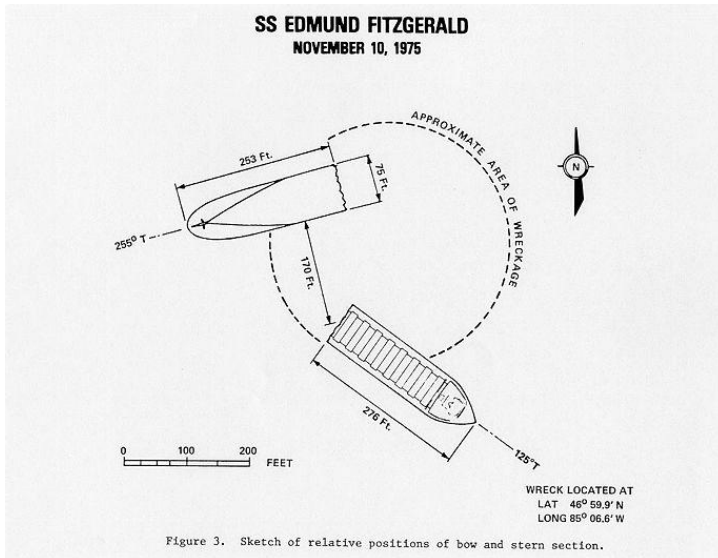 SS EDMUND FITZGERALD
NOVEMBER 10, 1975
APPROXIMATE AREA OF WRECKAGE
253 Ft.
75 Ft.
N
255° T
170 Ft.
276 Ft.
125°T
0 100 200
FEET
WRECK LOCATED AT
LAT 46° 59.9' N
LONG 85° 06.6' W
Figure 3. Sketch of relative positions of bow and stern section.